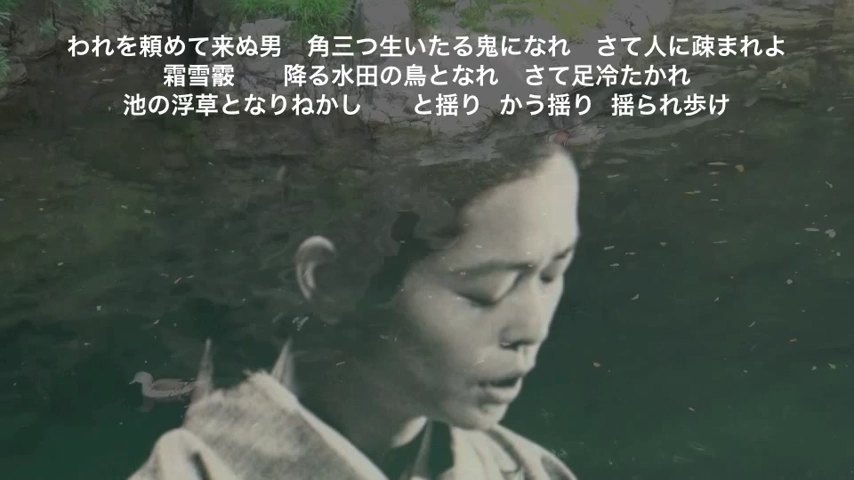 われを頼めて来ぬ男　角三つ生いたる鬼になれ　さて人に疎まれよ
霜雪霰　　降る水田の鳥となれ　さて足冷たかれ
池の浮草となりねかし　　と揺り かう揺り 揺られ歩け